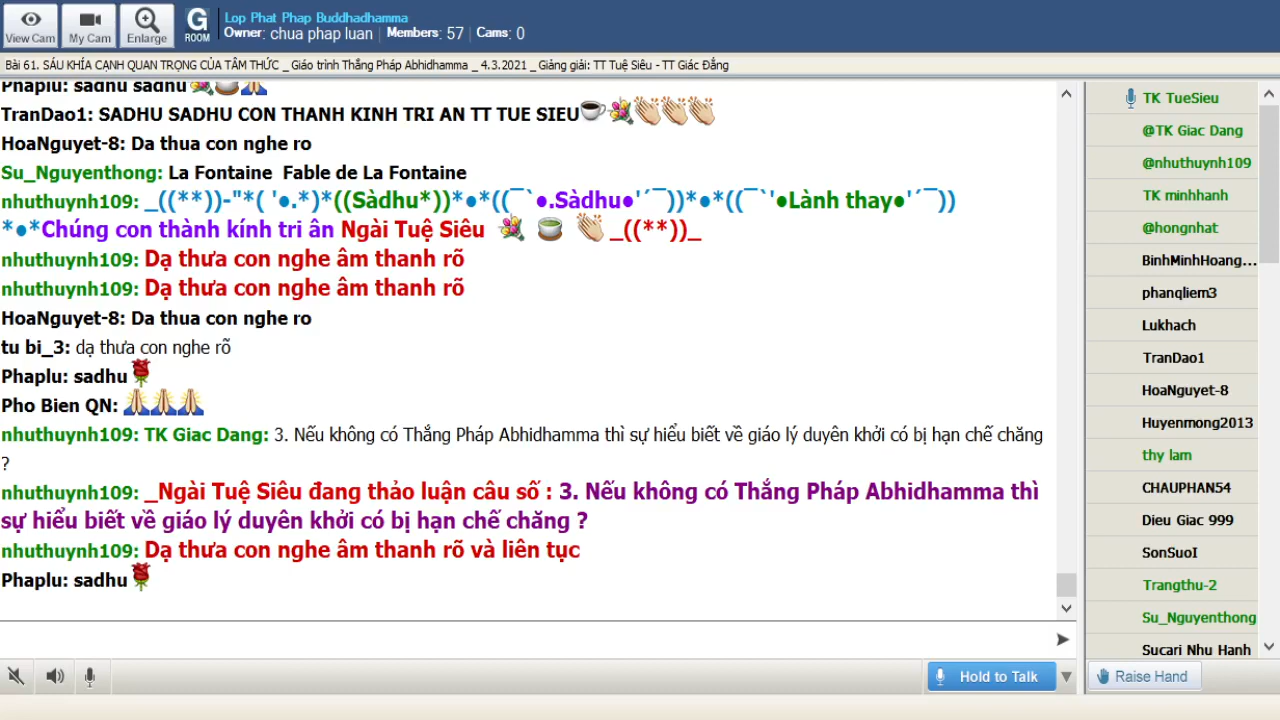 View Cam
My Cam
Enlarge
G
ROOM
Lop Phat Phap Buddhadhamma
Owner: chua phap luan | Members: 57 | Cams: 0
Bài 61. SÁU KHÍA CẠNH QUAN TRỌNG CỦA TÂM THỨC _ Giáo trình Thắng Pháp Abhidhamma _ 4.3.2021 _ Giảng giải: TT Tuệ Siêu - TT Giác Đẳng
Phaplu: sadhu sadhu
TranDao1: SADHU SADHU CON THANH KINH TRI AN TT TUE SIEU
HoaNguyet-8: Da thua con nghe ro
Su_Nguyenthong: La Fontaine Fable de La Fontaine
nhuthuynh109: _((**))-"*( '●.*)*((Sàdhu*))*●*((¯`●.Sàdhu●'´¯))*●*((¯`'●Lành thay●'´¯))
*●*Chúng con thành kính tri ân Ngài Tuệ Siêu _((**))_
nhuthuynh109: Dạ thưa con nghe âm thanh rõ
nhuthuynh109: Dạ thưa con nghe âm thanh rõ
HoaNguyet-8: Da thua con nghe ro
tu bi_3: dạ thưa con nghe rõ
Phaplu: sadhu
Pho Bien QN:
nhuthuynh109: TK Giac Dang: 3. Nếu không có Thắng Pháp Abhidhamma thì sự hiểu biết về giáo lý duyên khởi có bị hạn chế chăng
?
nhuthuynh109: _Ngài Tuệ Siêu đang thảo luận câu số : 3. Nếu không có Thắng Pháp Abhidhamma thì
sự hiểu biết về giáo lý duyên khởi có bị hạn chế chăng ?
nhuthuynh109: Dạ thưa con nghe âm thanh rõ và liên tục
Phaplu: sadhu
TK TueSieu
@TK Giac Dang
@nhuthuynh109
TK minhhanh
@hongnhat
BinhMinhHoang...
phanqliem3
Lukhach
TranDao1
HoaNguyet-8
Huyenmong2013
thy lam
CHAUPHAN54
Dieu Giac 999
SonSuoI
Trangthu-2
Su_Nguyenthong
Sucari Nhu Hanh
Hold to Talk
Raise Hand